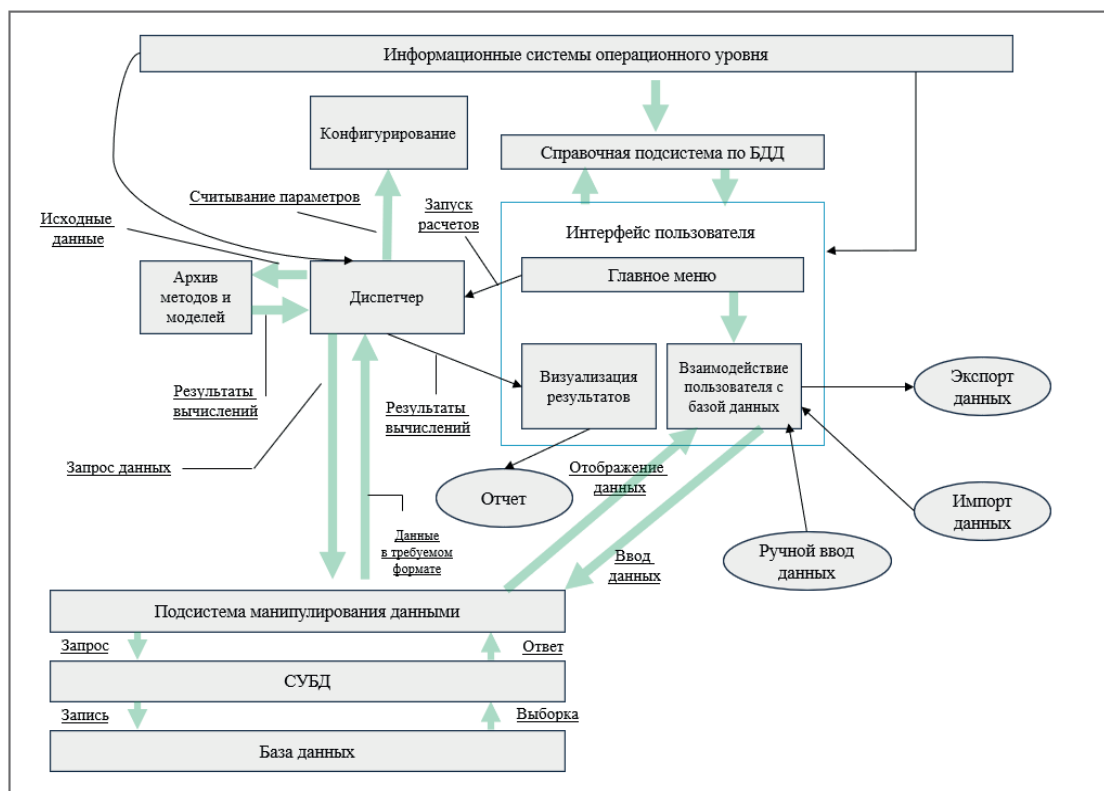 Информационные системы операционного уровня
Конфигурирование
Справочная подсистема по БДД
Считывание параметров
Запуск
расчетов
Исходные
данные
Интерфейс пользователя
Главное меню
Архив
методов и
моделей
Диспетчер
Визуализация
результатов
Взаимодействие
пользователя с
базой данных
Экспорт
данных
Результаты
вычислений
Результаты
вычислений
Запрос данных
Отображение
данных
Отчет
Импорт
данных
Данные
в требуемом
формате
Ввод
данных
Ручной ввод
данных
Подсистема манипулирования данными
Запрос
Ответ
СУБД
Запись
Выборка
База данных